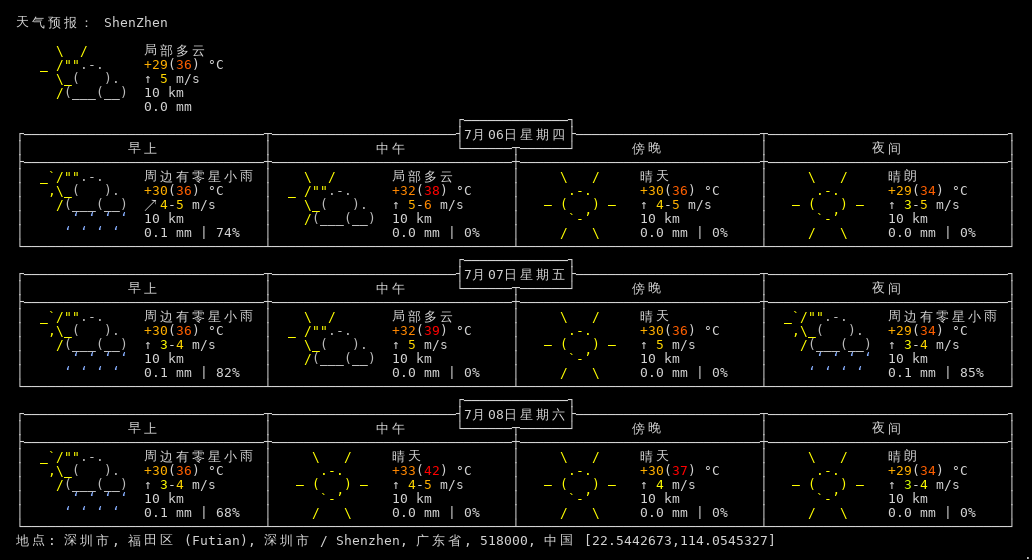 天气预报： ShenZhen
局部多云
+29(36) °C
↑ 5 m/s
10 km
0.0 mm
7月06日星期四
早上 中午 傍晚 夜间
周边有零星小雨 局部多云 晴天 晴朗
+30(36) °C +32(38) °C +30(36) °C +29(34) °C
↗ 4-5 m/s ↑ 5-6 m/s ↑ 4-5 m/s ↑ 3-5 m/s
10 km 10 km 10 km 10 km
0.1 mm | 74% 0.0 mm | 0% 0.0 mm | 0% 0.0 mm | 0%
7月07日星期五
早上 中午 傍晚 夜间
周边有零星小雨 局部多云 晴天 周边有零星小雨
+30(36) °C +32(39) °C +30(36) °C +29(34) °C
↑ 3-4 m/s ↑ 5 m/s ↑ 5 m/s ↑ 3-4 m/s
10 km 10 km 10 km 10 km
0.1 mm | 82% 0.0 mm | 0% 0.0 mm | 0% 0.1 mm | 85%
7月08日星期六
早上 中午 傍晚 夜间
周边有零星小雨 晴天 晴天 晴朗
+30(36) °C +33(42) °C +30(37) °C +29(34) °C
↑ 3-4 m/s ↑ 4-5 m/s ↑ 4 m/s ↑ 3-4 m/s
10 km 10 km 10 km 10 km
0.1 mm | 68% 0.0 mm | 0% 0.0 mm | 0% 0.0 mm | 0%
地点: 深圳市, 福田区 (Futian), 深圳市 / Shenzhen, 广东省, 518000, 中国 [22.5442673,114.0545327]